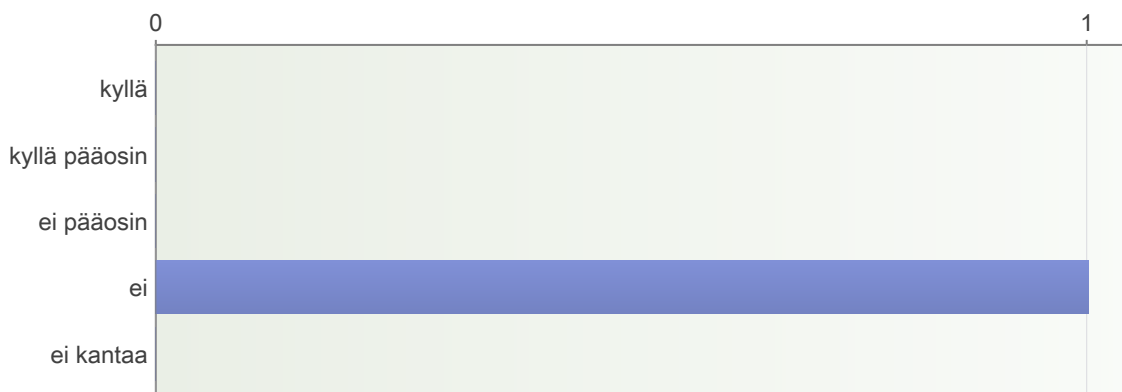 0 1
kyllä
kyllä pääosin
ei pääosin
ei
ei kantaa